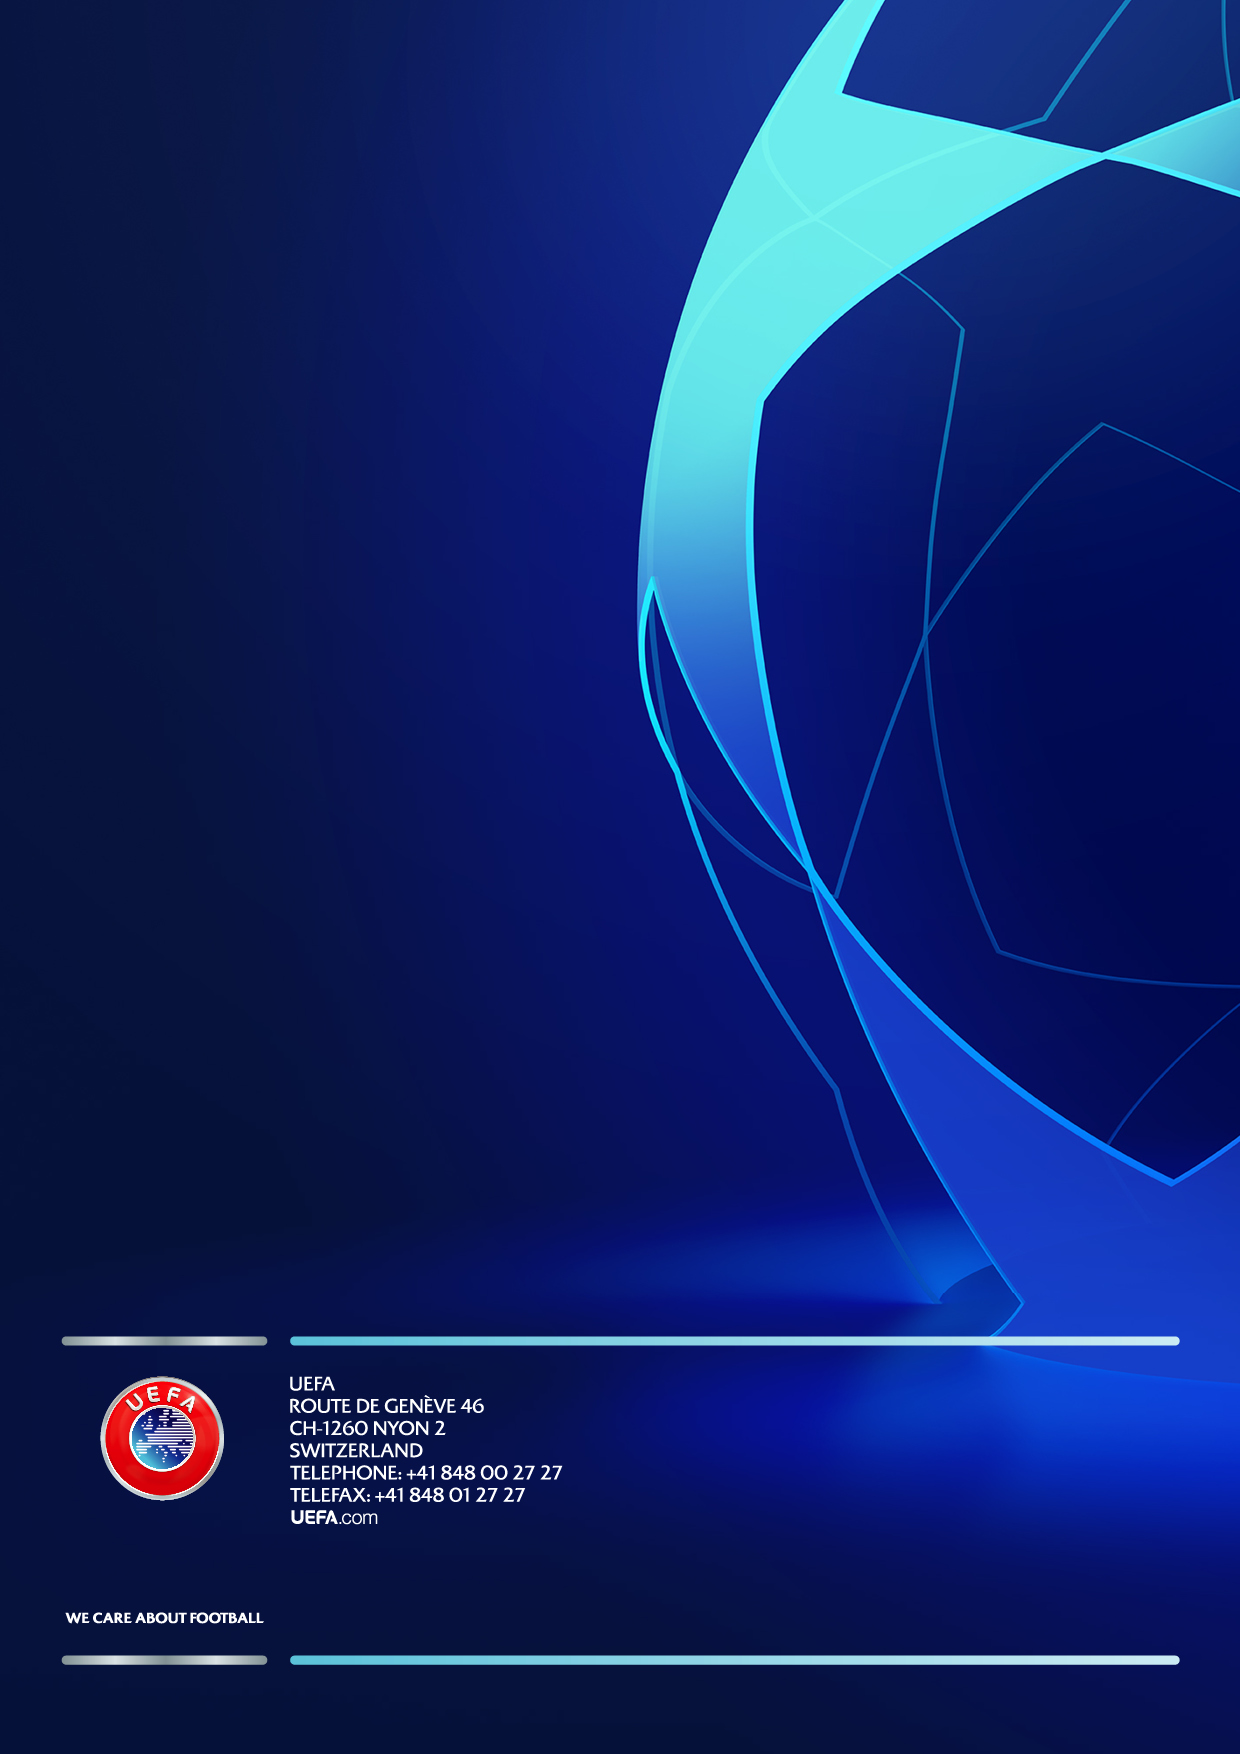 UEFA
UEFA
ROUTE DE GENÈVE 46
CH-1260 NYON 2
SWITZERLAND
TELEPHONE: +41 848 00 27 27
TELEFAX: +41 848 01 27 27
UEFA.com
WE CARE ABOUT FOOTBALL